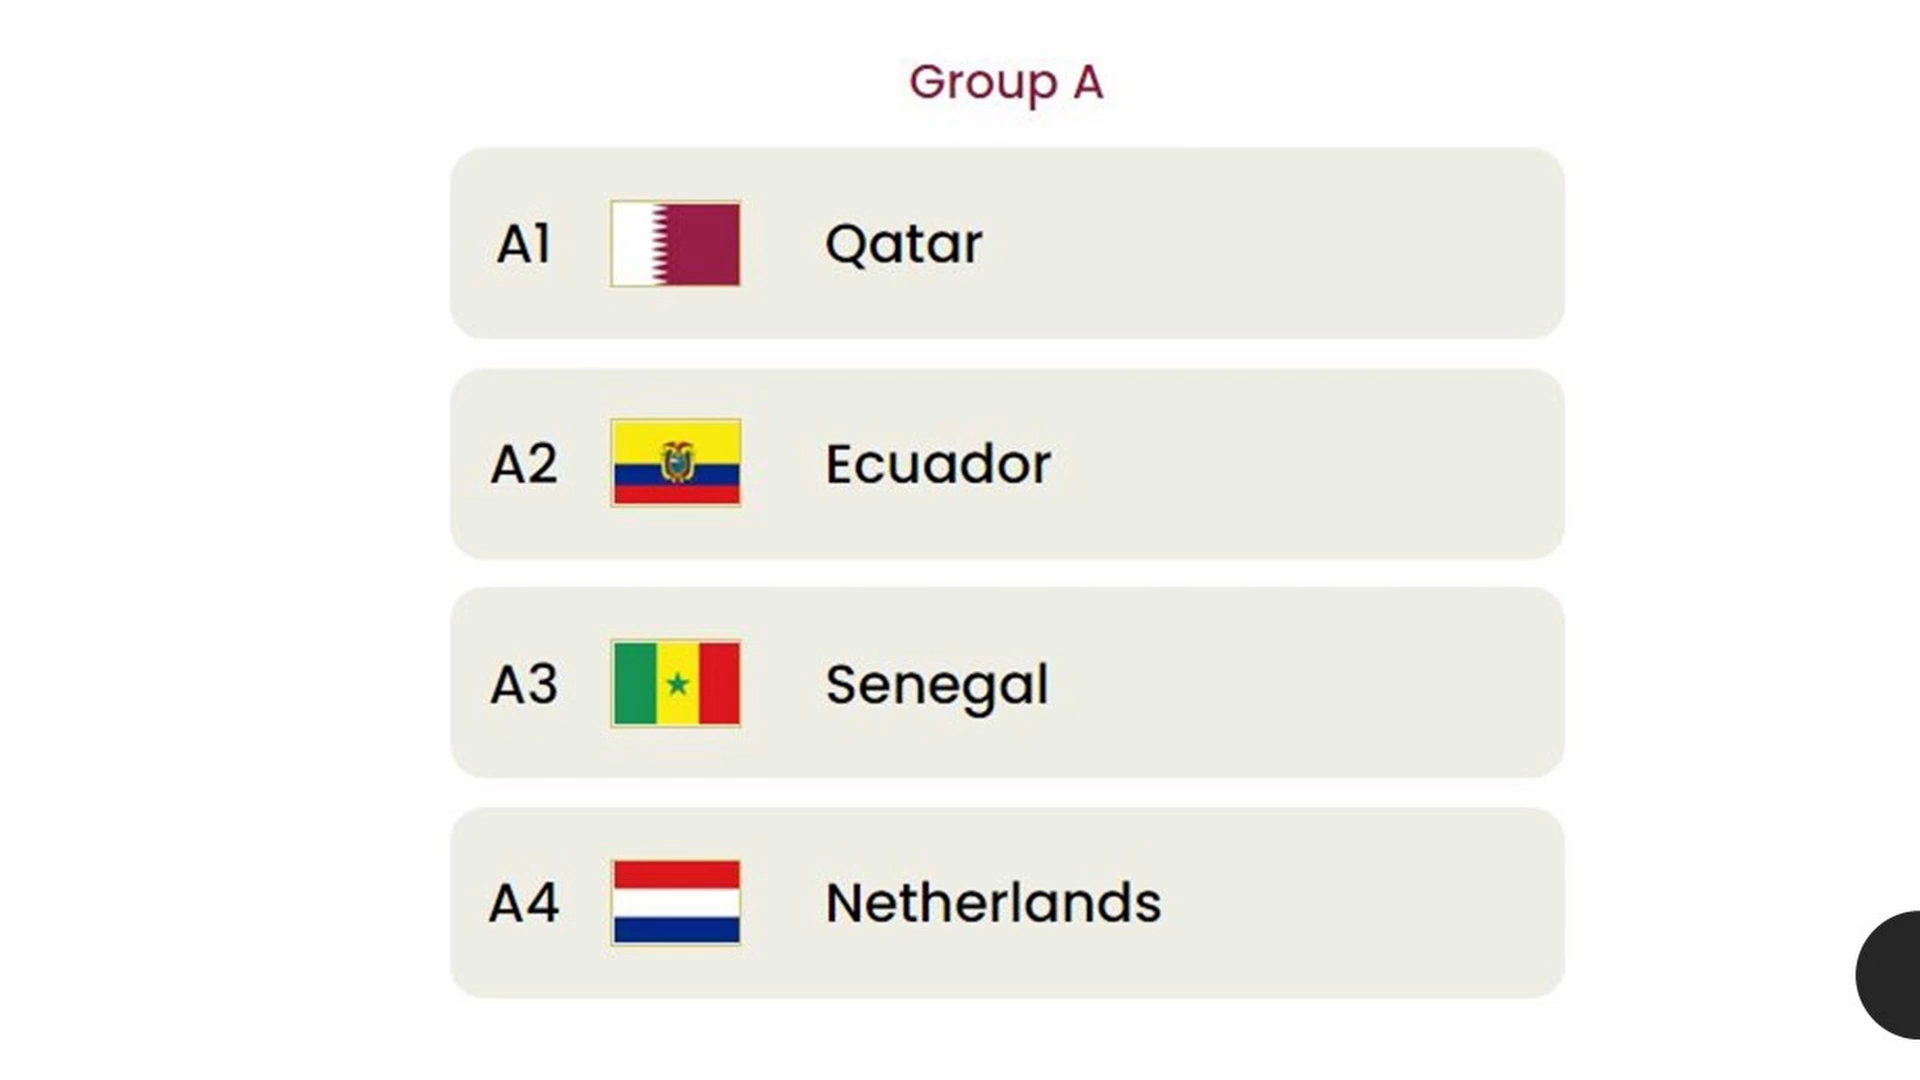 Group A
A1 Qatar
A2 Ecuador
A3 Senegal
A4 Netherlands